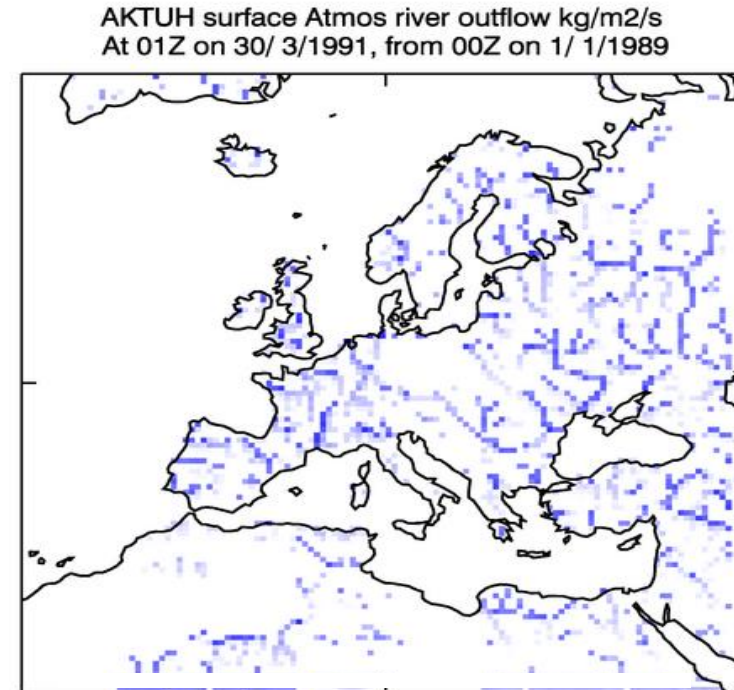 AKTUH surface Atmos river outflow kg/m2/s
At 01Z on 30/ 3/1991, from 00Z on 1/ 1/1989